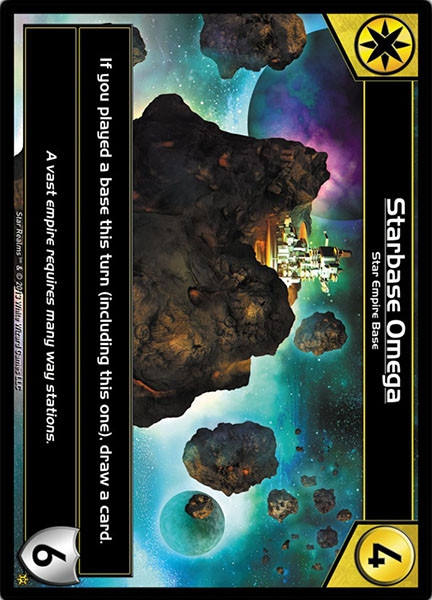 Starbase Omega
Star Empire Base
4
If you played a base this turn (including this one), draw a card.
A vast empire requires many way stations.
Star Realms™ & © 2013 White Wizard Games LLC
6